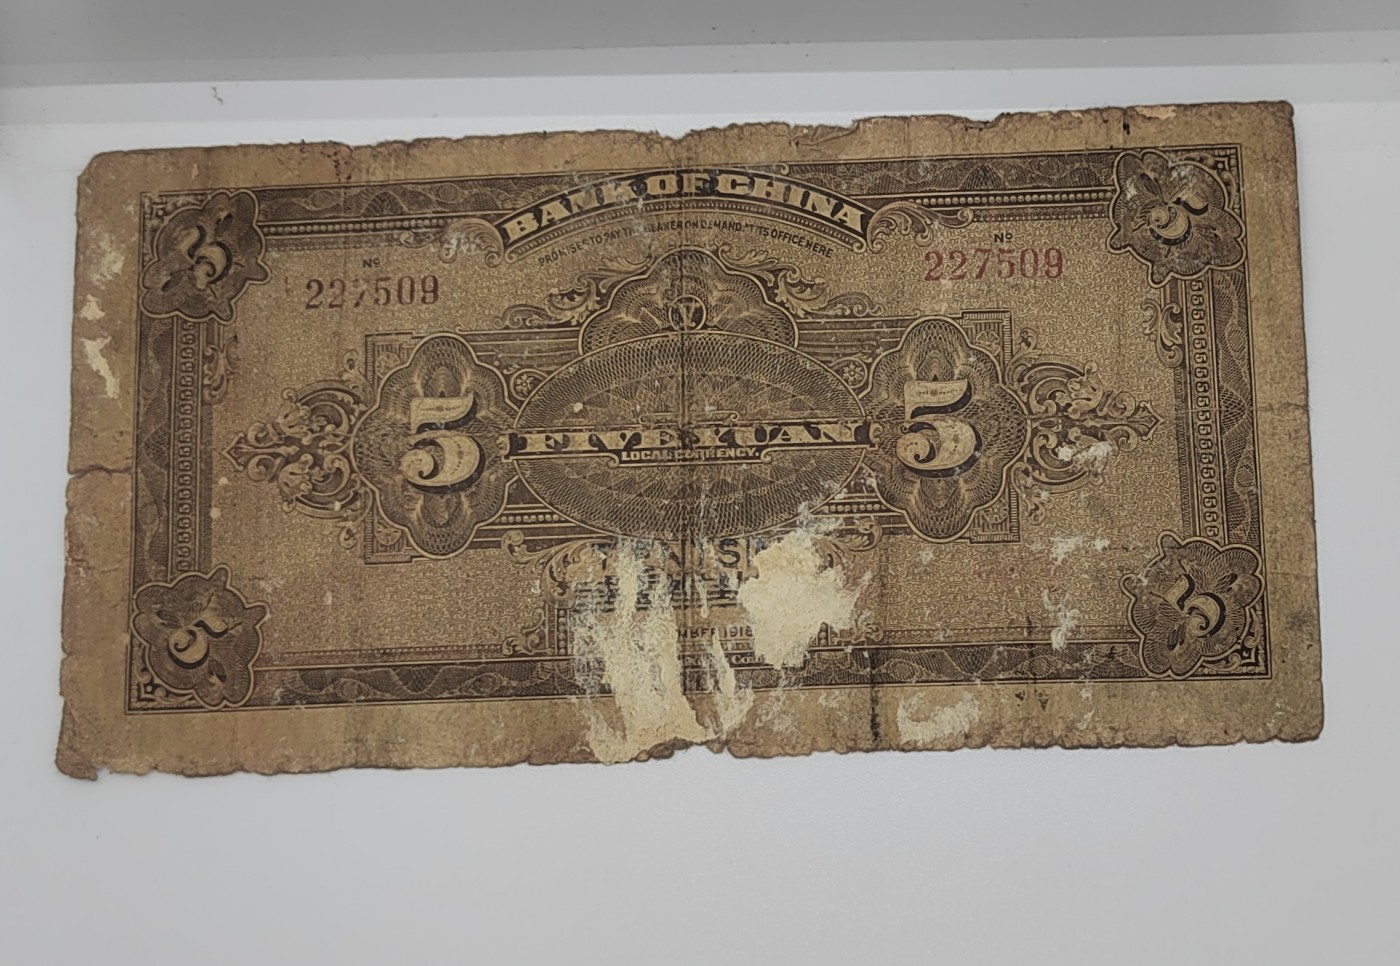 BANK OF CHINA
PROMISES TO PAY THE BEARER ON DEMAND AT ITS OFFICE HERE
Nº
227509
Nº
227509
5
5
5
FIVE YUAN
5
LOCAL CURRENCY.
5
5
1918